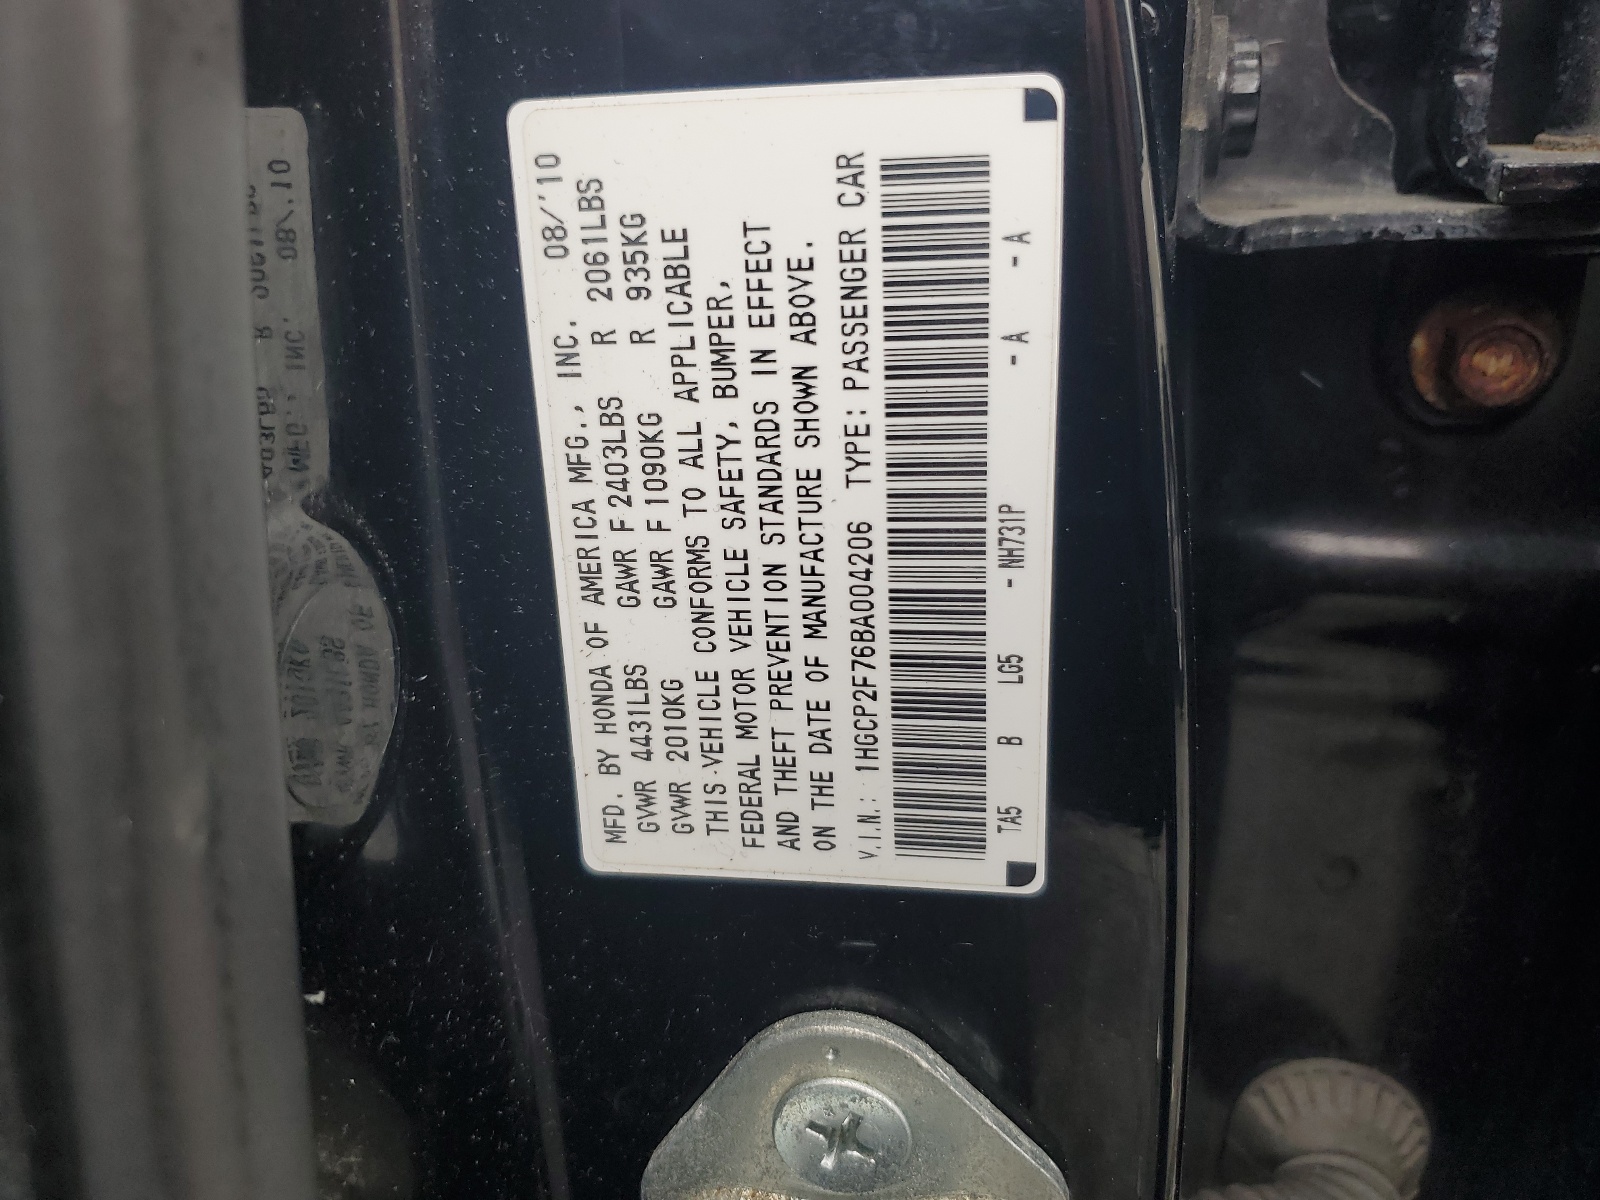 MFD. BY HONDA OF AMERICA MFG., INC. 08/'10
GVWR 4431LBS GAWR F 2403LBS R 2061LBS
GVWR 2010KG GAWR F 1090KG R 935KG
THIS VEHICLE CONFORMS TO ALL APPLICABLE
FEDERAL MOTOR VEHICLE SAFETY, BUMPER,
AND THEFT PREVENTION STANDARDS IN EFFECT
ON THE DATE OF MANUFACTURE SHOWN ABOVE.
V.I.N.: 1HGCP2F76BA004206 TYPE: PASSENGER CAR
TA5 B LG5 - NH731P - A - A